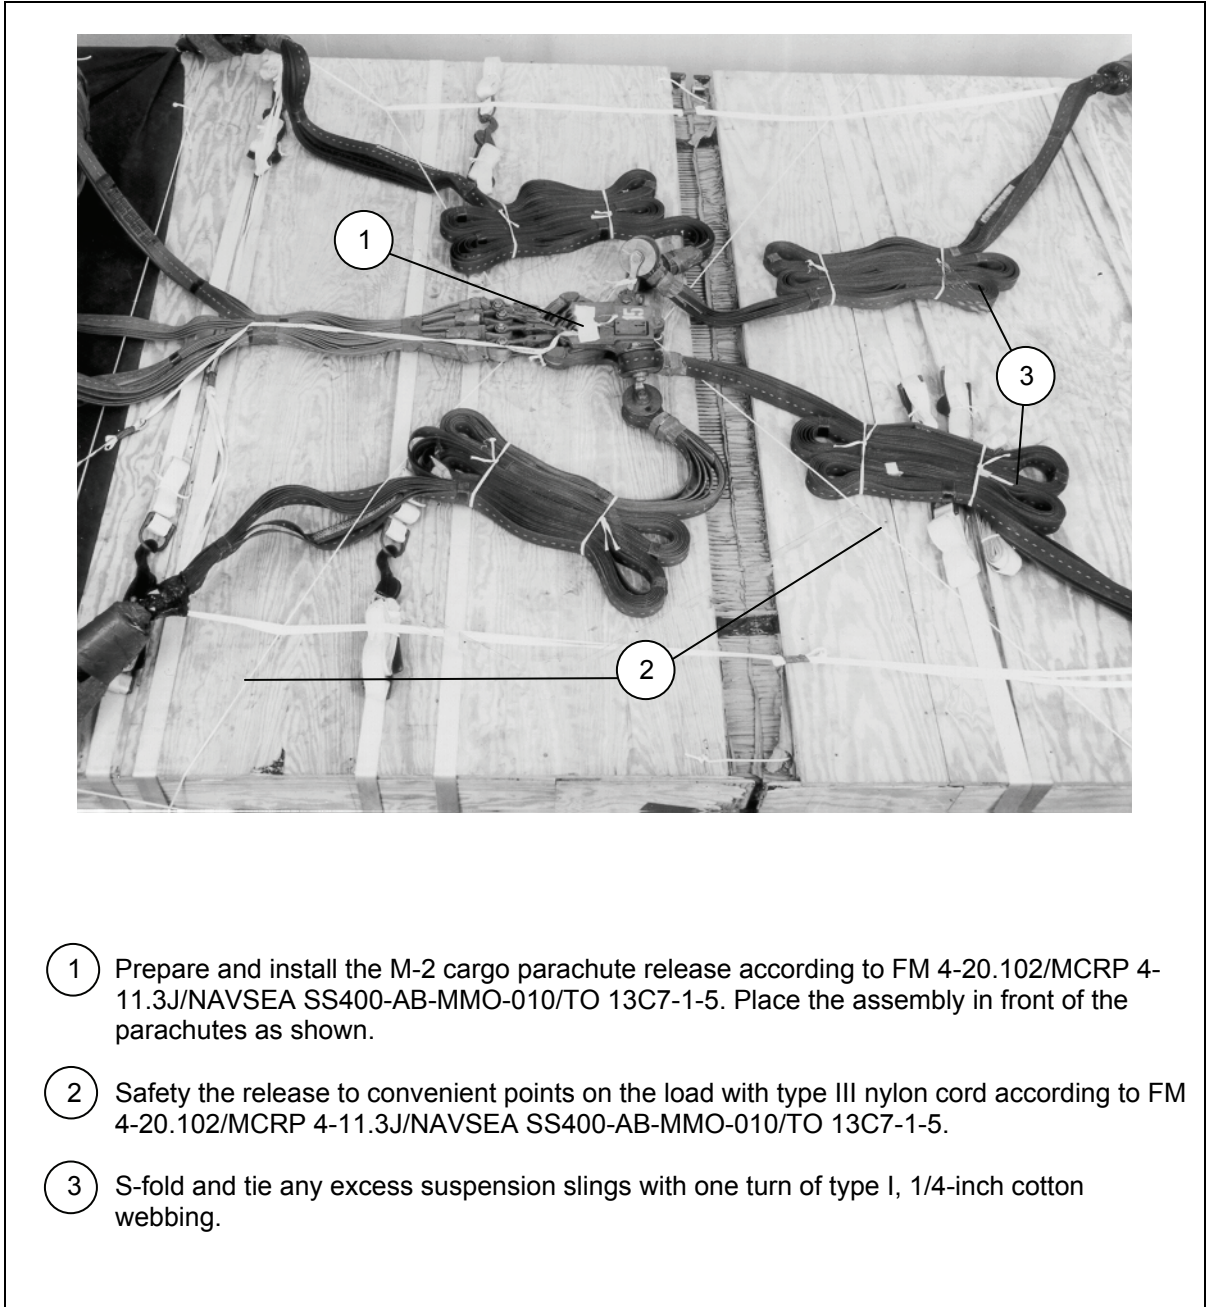 1
3
2
1 Prepare and install the M-2 cargo parachute release according to FM 4-20.102/MCRP 4-
11.3J/NAVSEA SS400-AB-MMO-010/TO 13C7-1-5. Place the assembly in front of the
parachutes as shown.
2 Safety the release to convenient points on the load with type III nylon cord according to FM
4-20.102/MCRP 4-11.3J/NAVSEA SS400-AB-MMO-010/TO 13C7-1-5.
3 S-fold and tie any excess suspension slings with one turn of type I, 1/4-inch cotton
webbing.